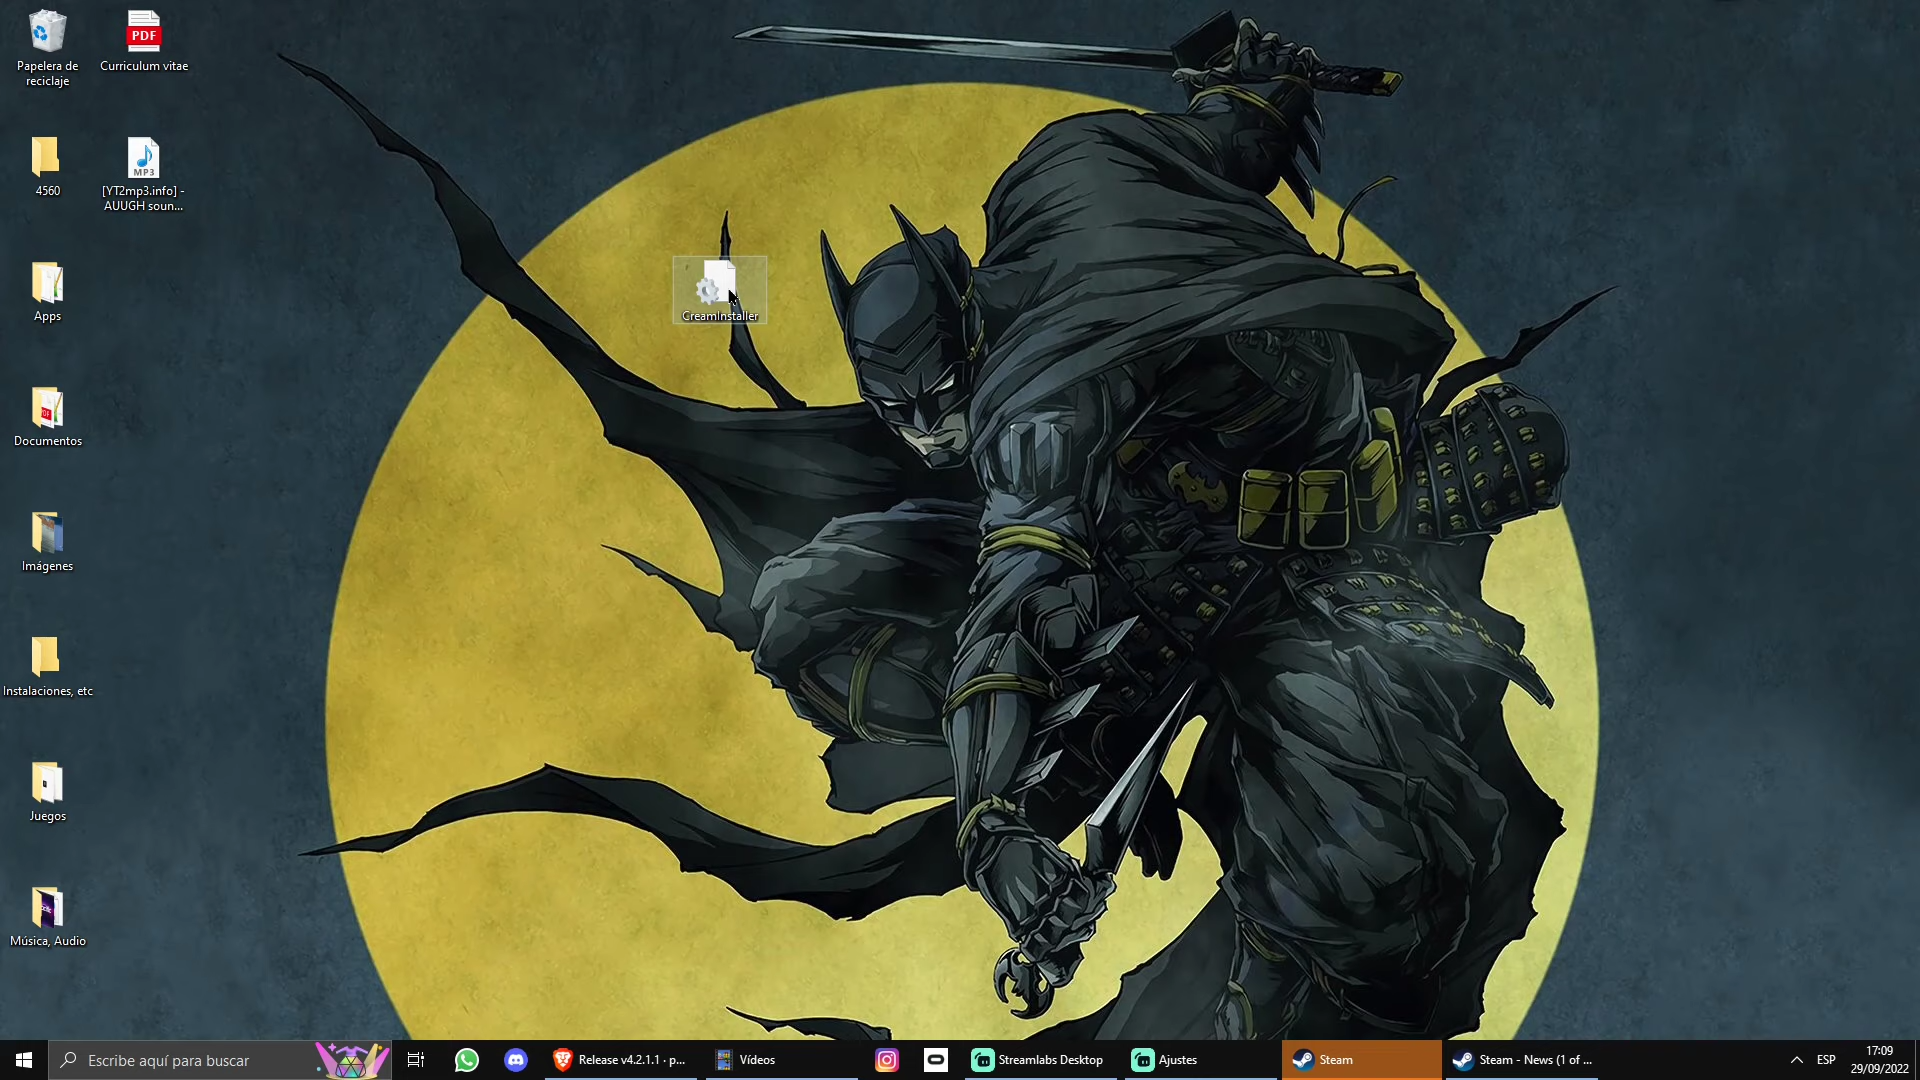 Papelera de
reciclaje
PDF
Curriculum vitae
4560
MP3
[YT2mp3.info] -
AUUGH soun...
Apps
CreamInstaller
PDF
Documentos
Imágenes
Instalaciones, etc
Juegos
Música, Audio
Escribe aquí para buscar
Release v4.2.1.1 · p...
Vídeos
Streamlabs Desktop
Ajustes
Steam
Steam - News (1 of ...
ESP
17:09
29/09/2022